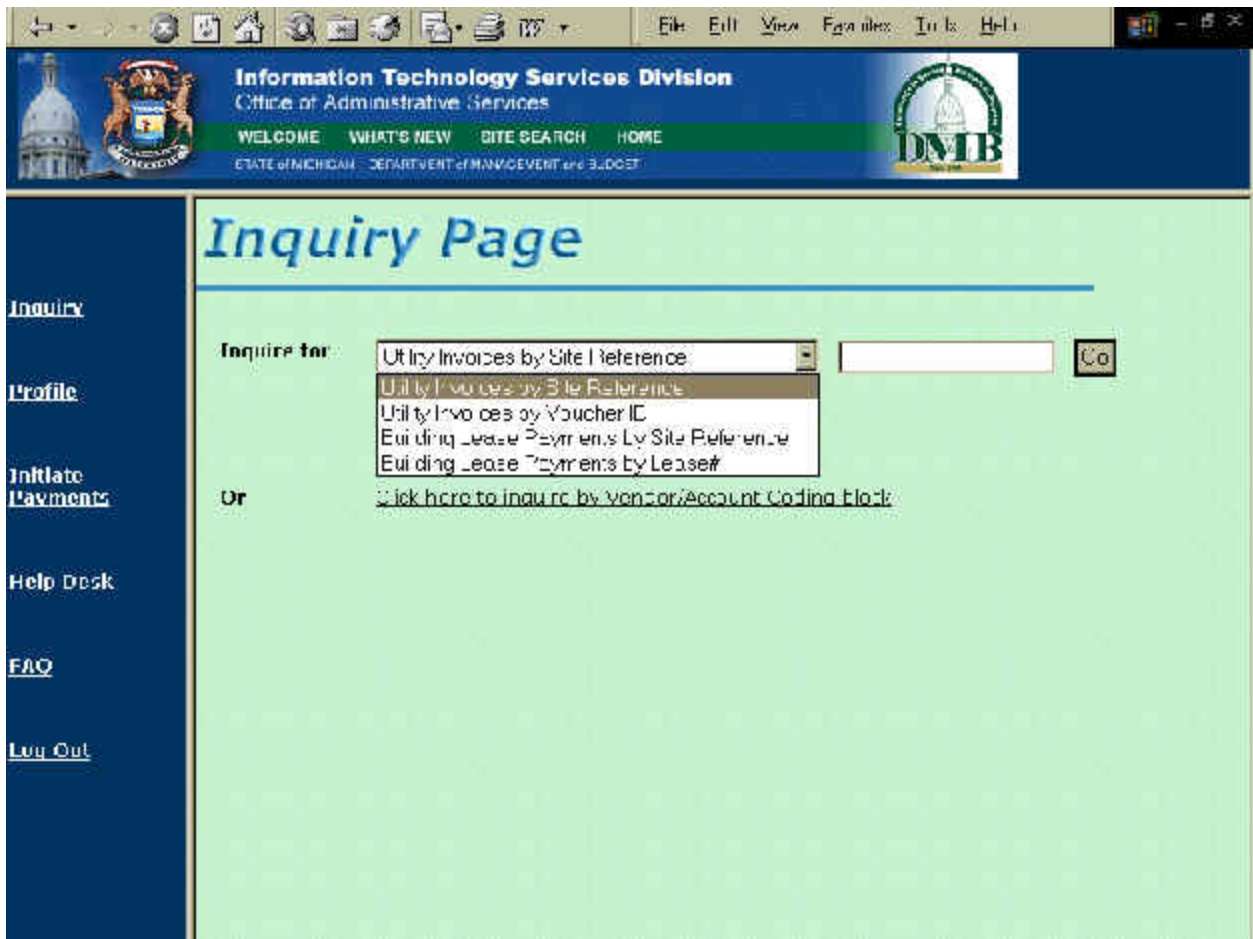 File Edit View Favorites Tools Help
Information Technology Services Division
Office of Administrative Services
WELCOME WHAT'S NEW SITE SEARCH HOME
STATE of MICHIGAN DEPARTMENT of MANAGEMENT and BUDGET
DMB
Inquiry Page
Inquiry
Profile
Initiate
Payments
Help Desk
FAQ
Log Out
Inquire for Utility Invoices by Site Reference Go
Utility Invoices by Site Reference
Utility Invoices by Voucher ID
Building Lease Payments by Site Reference
Building Lease Payments by Lease#
Or Click here to inquire by Vendor/Account Coding Block